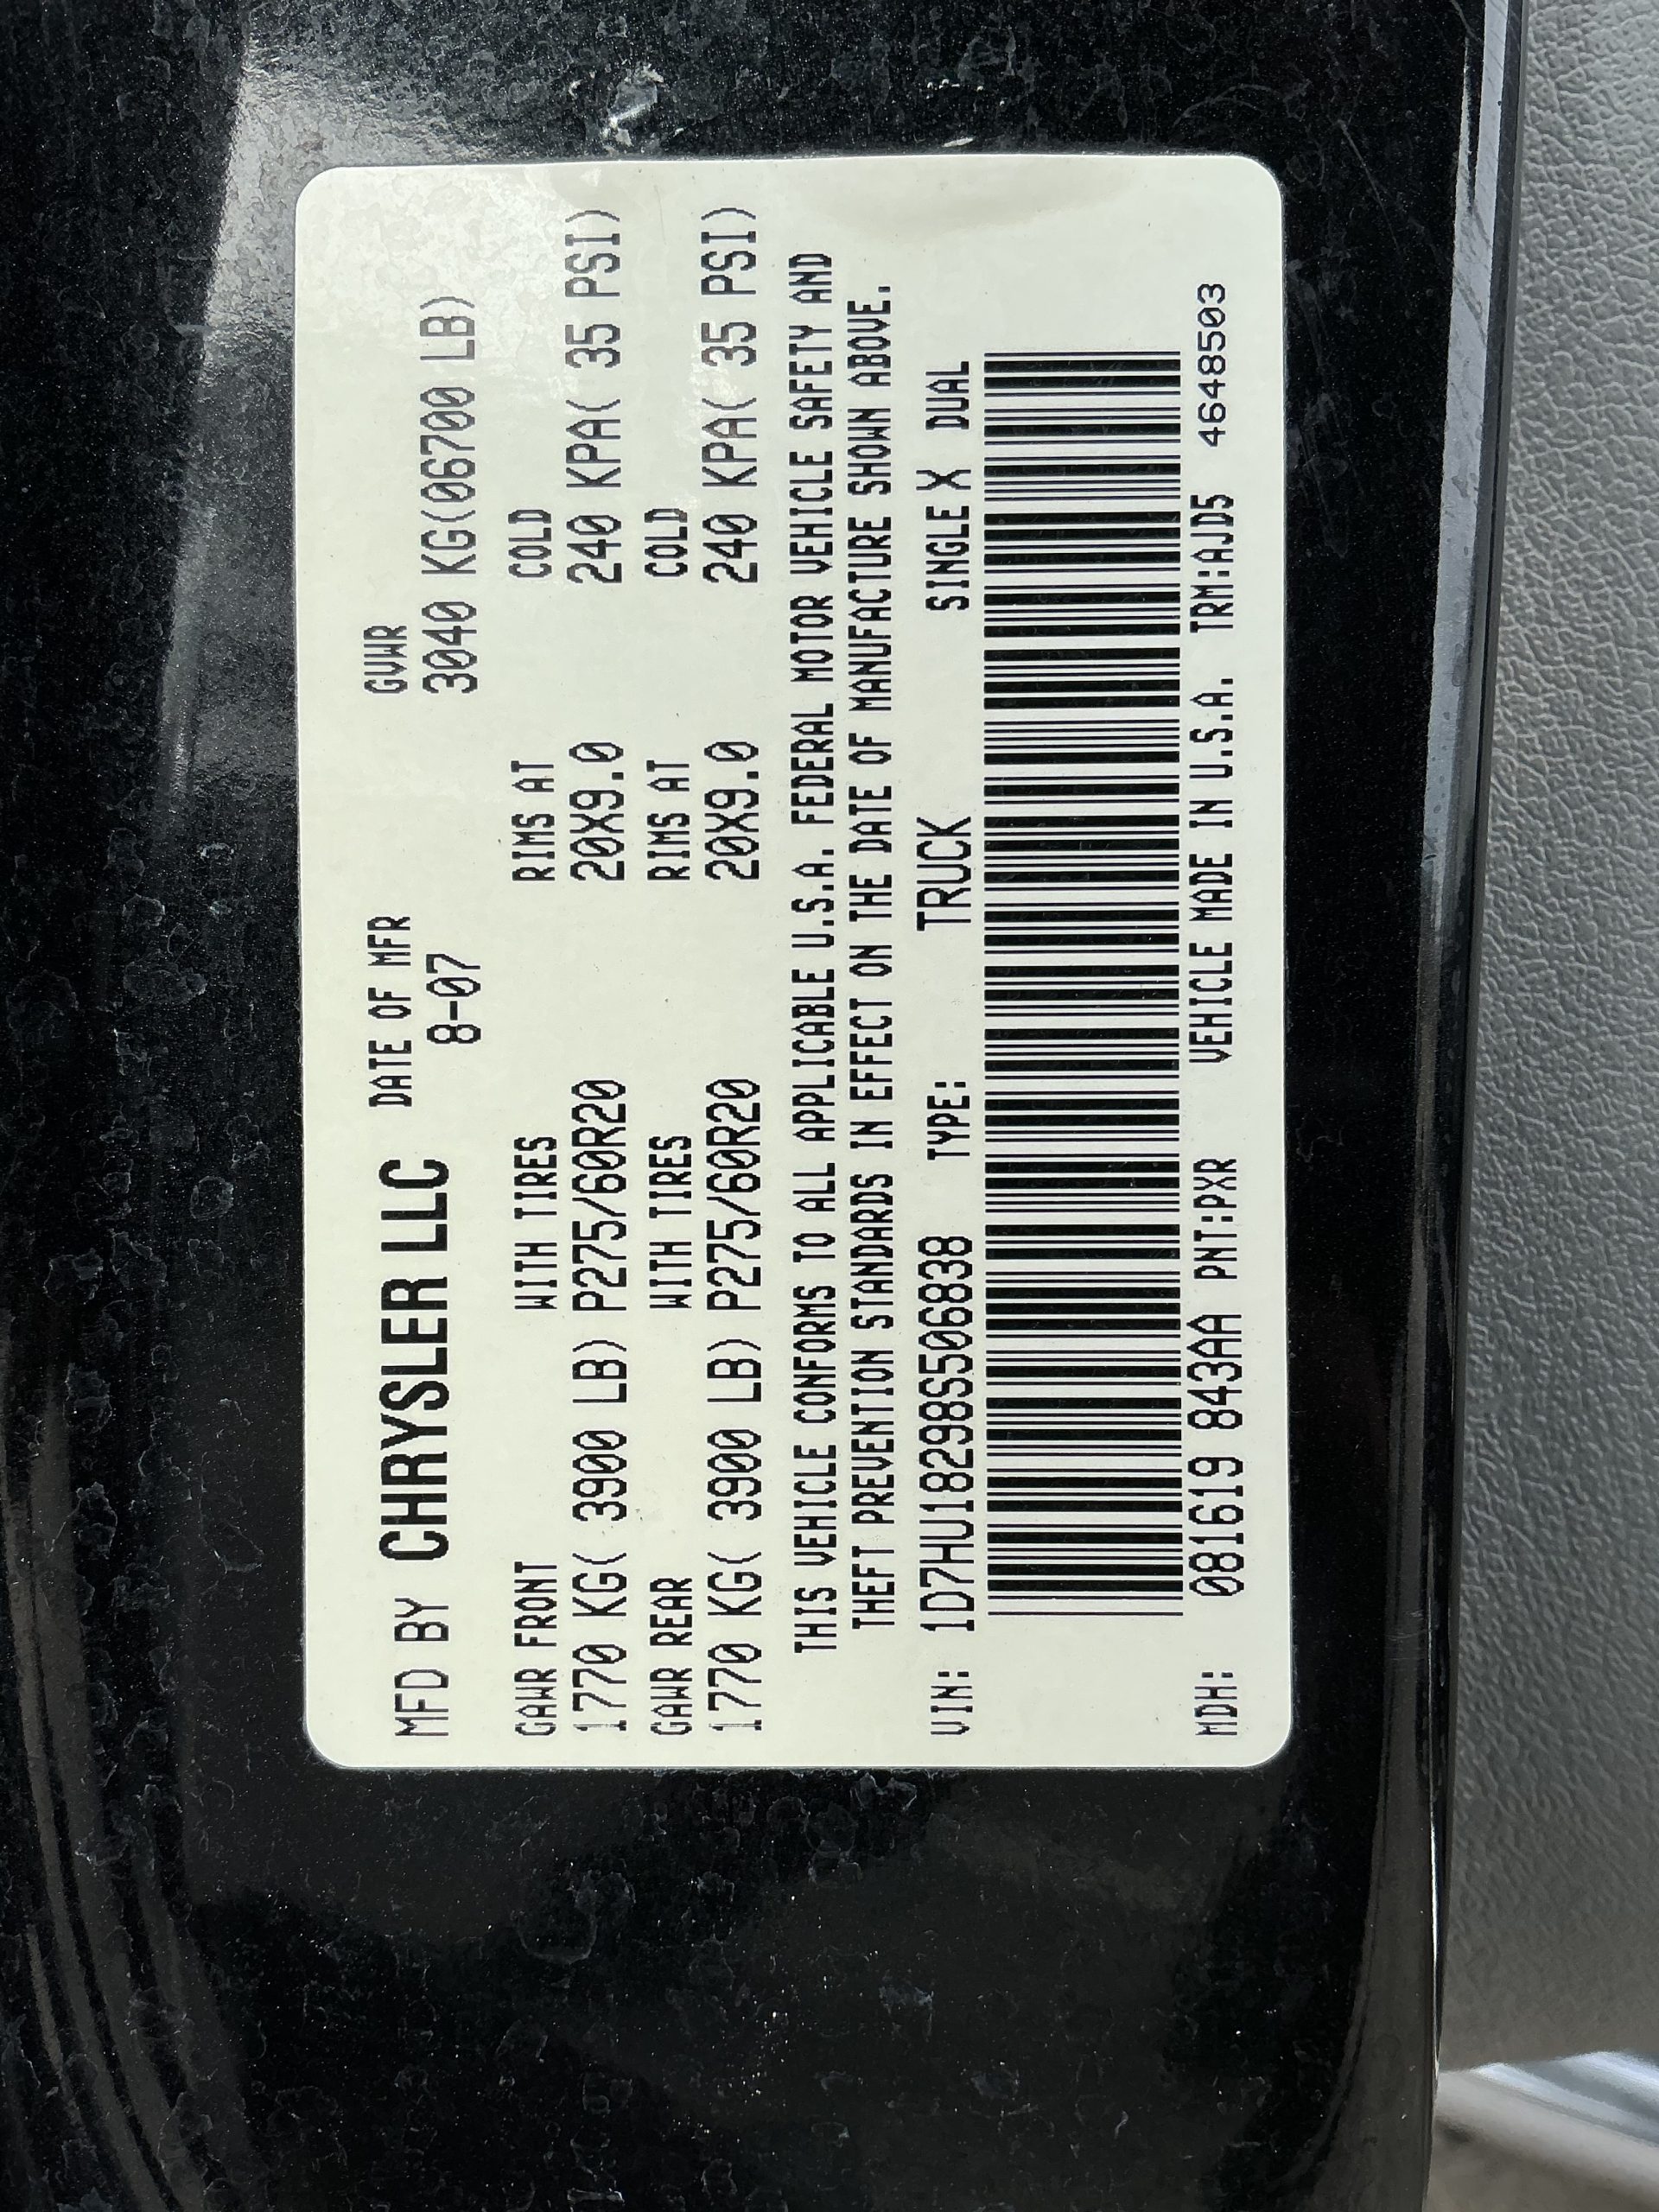 MFD BY CHRYSLER LLC DATE OF MFR GVWR
8-07 3040 KG(06700 LB)
GAWR FRONT WITH TIRES RIMS AT COLD
1770 KG( 3900 LB) P275/60R20 20X9.0 240 KPA( 35 PSI)
GAWR REAR WITH TIRES RIMS AT COLD
1770 KG( 3900 LB) P275/60R20 20X9.0 240 KPA( 35 PSI)
THIS VEHICLE CONFORMS TO ALL APPLICABLE U.S.A. FEDERAL MOTOR VEHICLE SAFETY AND
THEFT PREVENTION STANDARDS IN EFFECT ON THE DATE OF MANUFACTURE SHOWN ABOVE.
VIN: 1D7HU18298S506838 TYPE: TRUCK SINGLE X DUAL
MDH: 081619 843AA PNT:PXR VEHICLE MADE IN U.S.A. TRM:AJD5 4648503